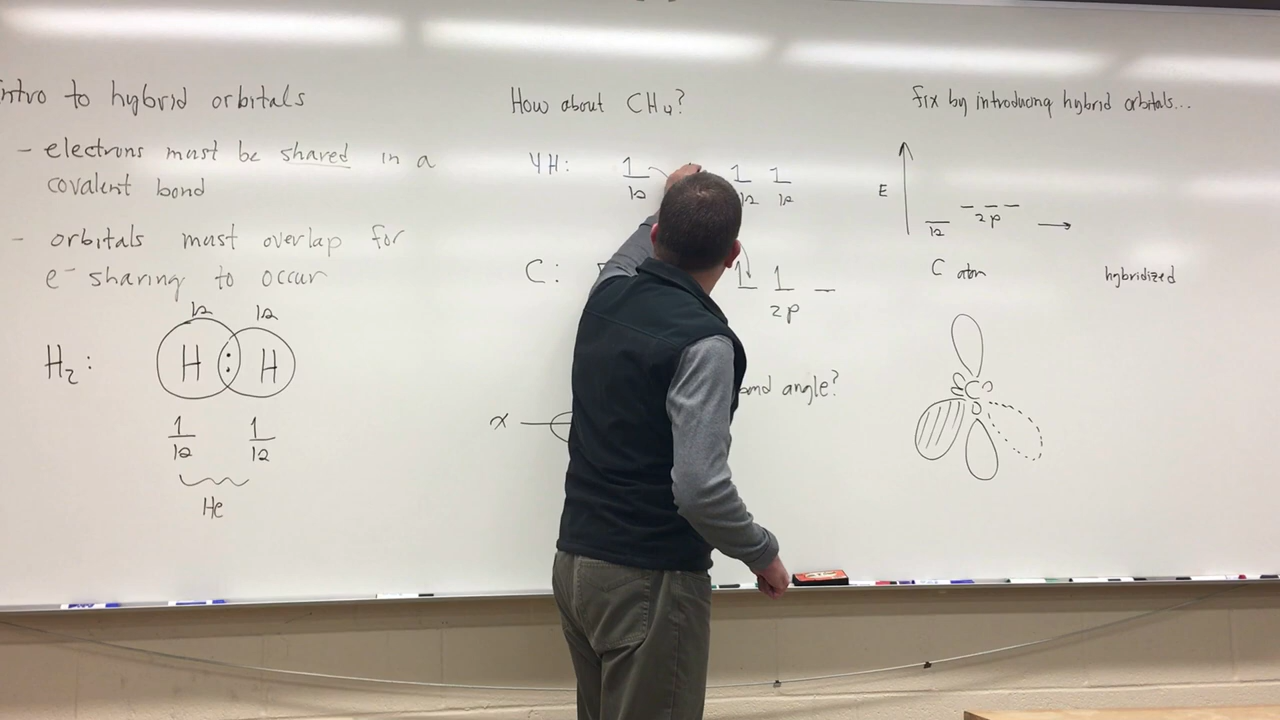 intro to hybrid orbitals
- electrons must be shared in a
covalent bond
- orbitals must overlap for
e⁻ sharing to occur
1s 1s
H₂: H : H
1 1
1s 1s
He
How about CH₄?
4H: 1 1 1
1s 1s 1s
C: 1 1
2p
bond angle?
x
fix by introducing hybrid orbitals...
E
1s 2p
C atom hybridized
C